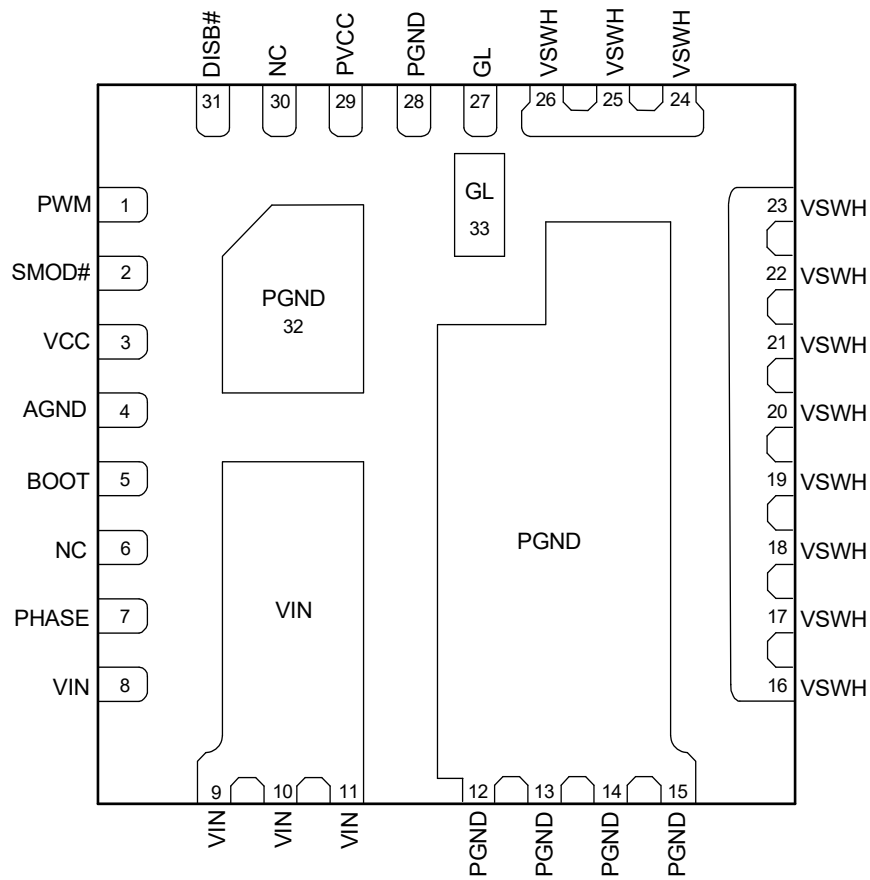 DISB#
NC
PVCC
PGND
GL
VSWH
VSWH
VSWH
31
30
29
28
27
26
25
24
PWM 1
SMOD# 2
VCC 3
AGND 4
BOOT 5
NC 6
PHASE 7
VIN 8
GL
33
PGND
32
VIN
PGND
23 VSWH
22 VSWH
21 VSWH
20 VSWH
19 VSWH
18 VSWH
17 VSWH
16 VSWH
9
10
11
12
13
14
15
VIN
VIN
VIN
PGND
PGND
PGND
PGND